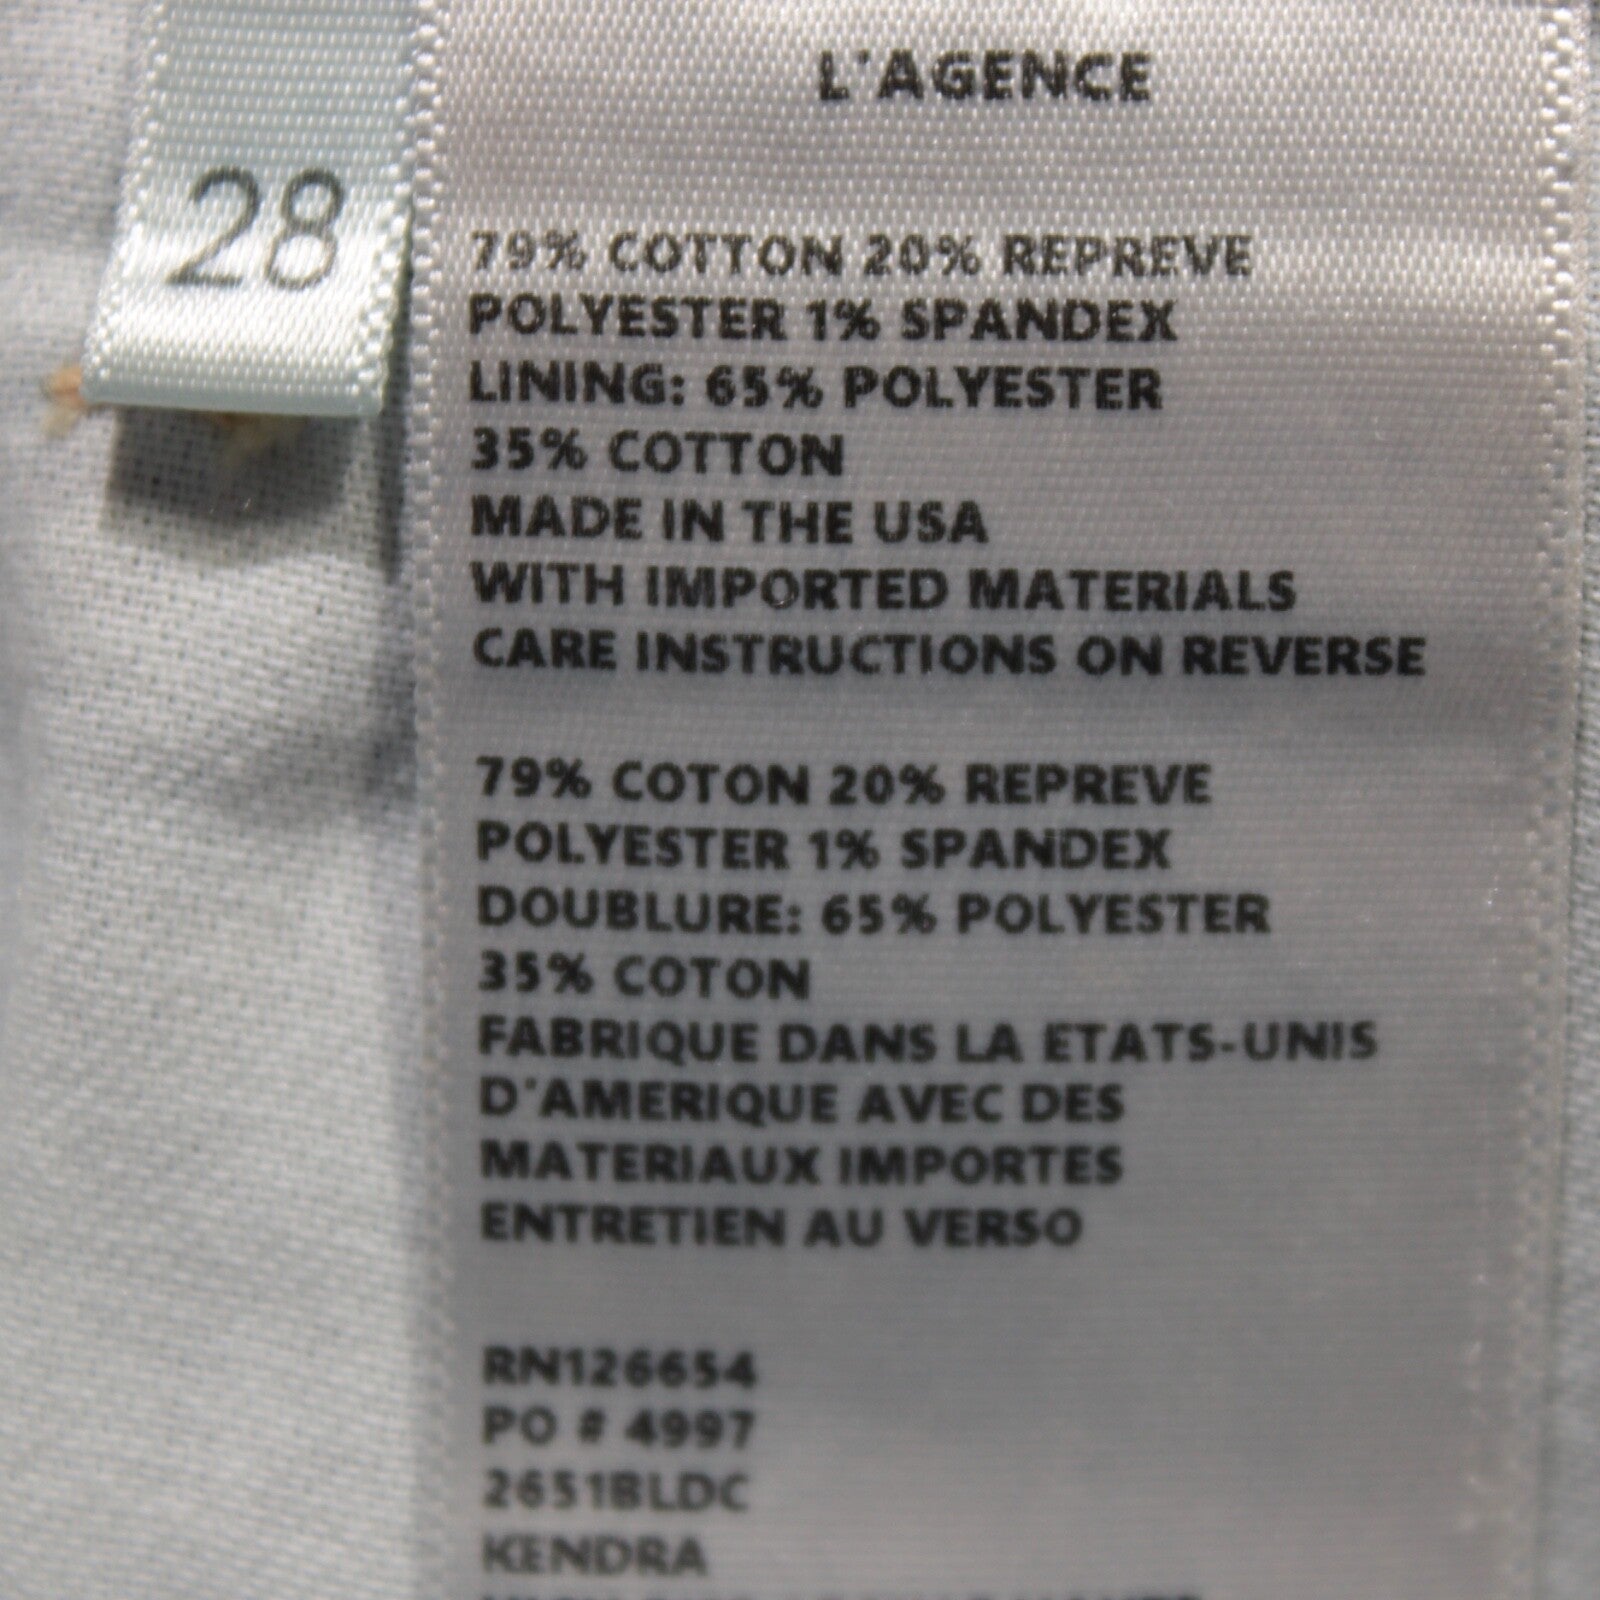 L'AGENCE
28
79% COTTON 20% REPREVE
POLYESTER 1% SPANDEX
LINING: 65% POLYESTER
35% COTTON
MADE IN THE USA
WITH IMPORTED MATERIALS
CARE INSTRUCTIONS ON REVERSE
79% COTON 20% REPREVE
POLYESTER 1% SPANDEX
DOUBLURE: 65% POLYESTER
35% COTON
FABRIQUE DANS LA ETATS-UNIS
D'AMERIQUE AVEC DES
MATERIAUX IMPORTES
ENTRETIEN AU VERSO
RN126654
PO # 4997
2651BLDC
KENDRA